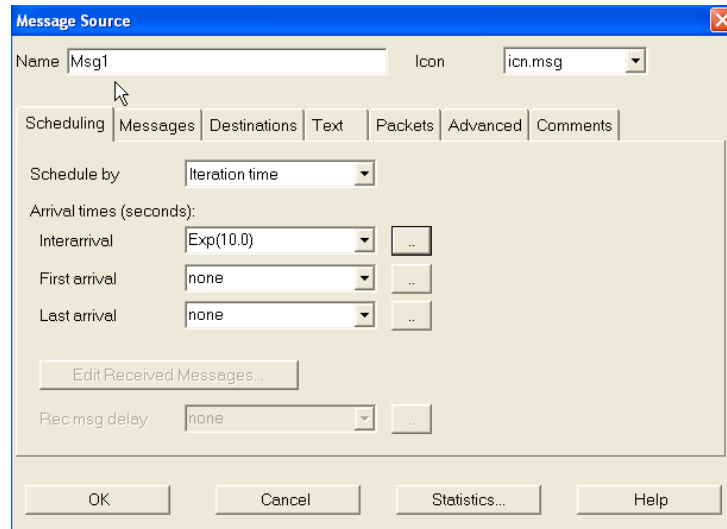 Message Source
Name Msg1 Icon icn.msg
Scheduling Messages Destinations Text Packets Advanced Comments
Schedule by Iteration time
Arrival times (seconds):
Interarrival Exp(10.0) ..
First arrival none ..
Last arrival none ..
Edit Received Messages...
Rec msg delay none ..
OK Cancel Statistics... Help